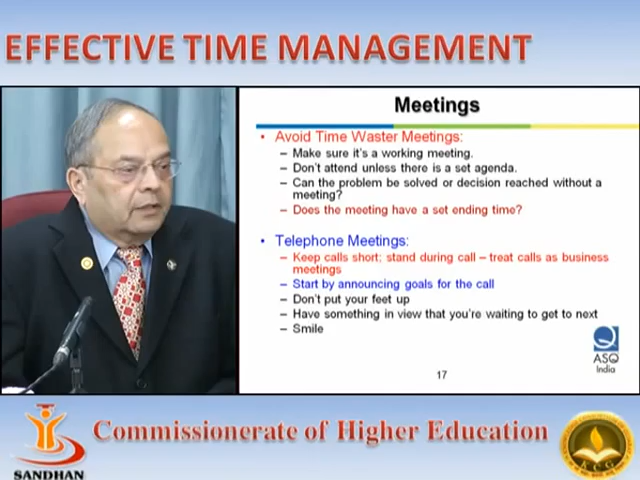 EFFECTIVE TIME MANAGEMENT
Meetings
• Avoid Time Waster Meetings:
– Make sure it's a working meeting.
– Don't attend unless there is a set agenda.
– Can the problem be solved or decision reached without a
meeting?
– Does the meeting have a set ending time?
• Telephone Meetings:
– Keep calls short; stand during call – treat calls as business
meetings
– Start by announcing goals for the call
– Don't put your feet up
– Have something in view that you're waiting to get to next
– Smile
ASQ
India
17
Commissionerate of Higher Education
SANDHAN
KCG